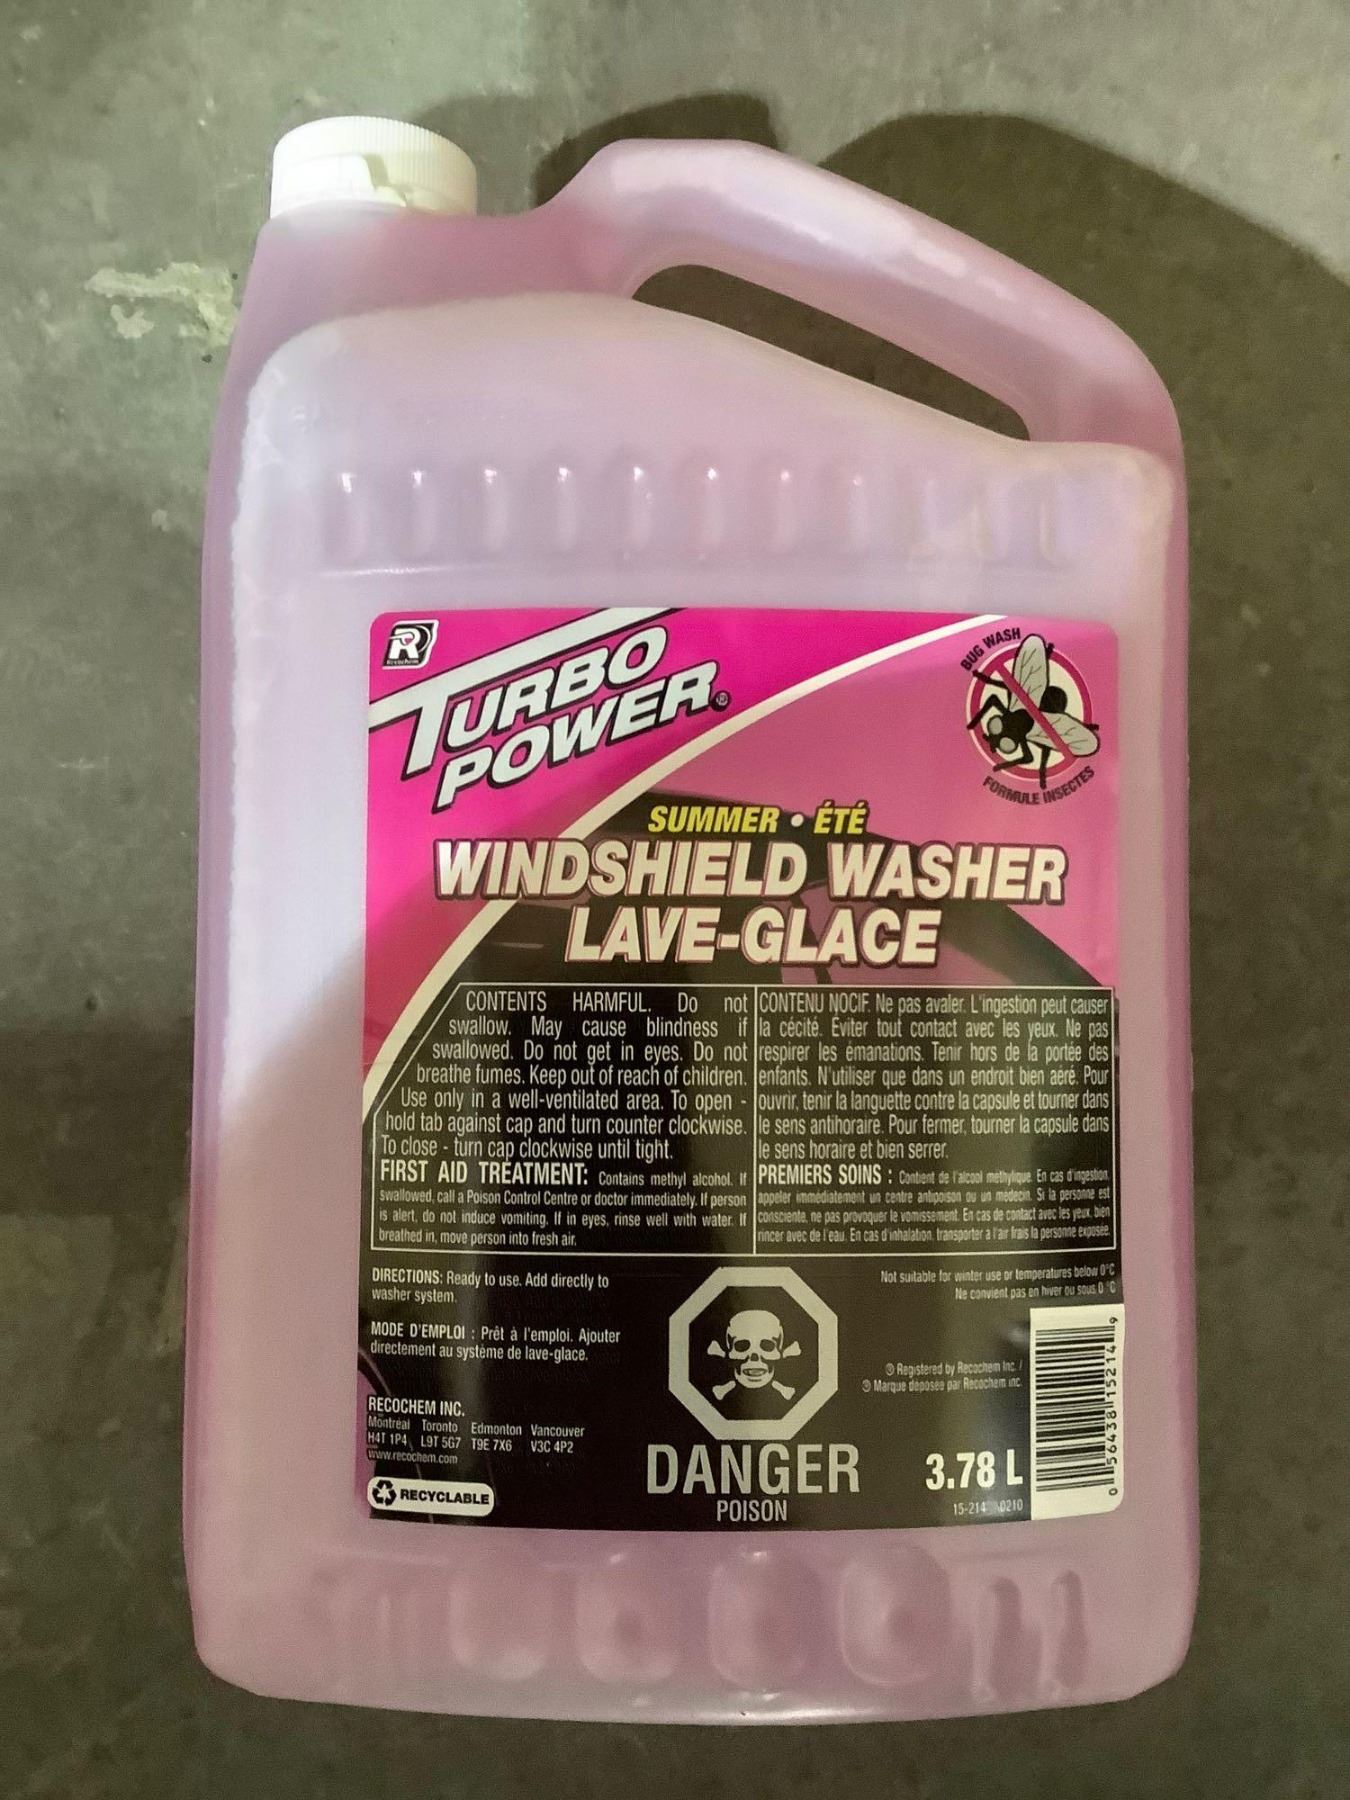 R
Recochem
TURBO
POWER®
BUG WASH
FORMULE INSECTES
SUMMER • ÉTÉ
WINDSHIELD WASHER
LAVE-GLACE
CONTENTS HARMFUL. Do not
swallow. May cause blindness if
swallowed. Do not get in eyes. Do not
breathe fumes. Keep out of reach of children.
Use only in a well-ventilated area. To open -
hold tab against cap and turn counter clockwise.
To close - turn cap clockwise until tight.
FIRST AID TREATMENT: Contains methyl alcohol. If
swallowed, call a Poison Control Centre or doctor immediately. If person
is alert, do not induce vomiting. If in eyes, rinse well with water. If
breathed in, move person into fresh air.
CONTENU NOCIF. Ne pas avaler. L'ingestion peut causer
la cécité. Éviter tout contact avec les yeux. Ne pas
respirer les émanations. Tenir hors de la portée des
enfants. N'utiliser que dans un endroit bien aéré. Pour
ouvrir, tenir la languette contre la capsule et tourner dans
le sens antihoraire. Pour fermer, tourner la capsule dans
le sens horaire et bien serrer.
PREMIERS SOINS : Contient de l'alcool méthylique. En cas d'ingestion,
appeler immédiatement un centre antipoison ou un médecin. Si la personne est
consciente, ne pas provoquer le vomissement. En cas de contact avec les yeux, bien
rincer avec de l'eau. En cas d'inhalation, transporter à l'air frais la personne exposée.
DIRECTIONS: Ready to use. Add directly to
washer system.
MODE D'EMPLOI : Prêt à l'emploi. Ajouter
directement au système de lave-glace.
Not suitable for winter use or temperatures below 0°C
Ne convient pas en hiver ou sous 0 °C
® Registered by Recochem Inc. /
® Marque déposée par Recochem inc.
RECOCHEM INC.
Montréal Toronto Edmonton Vancouver
H4T 1P4 L9T 5G7 T9E 7X6 V3C 4P2
www.recochem.com
RECYCLABLE
DANGER
POISON
3.78 L
15-214 0210
0 56438 15214 9